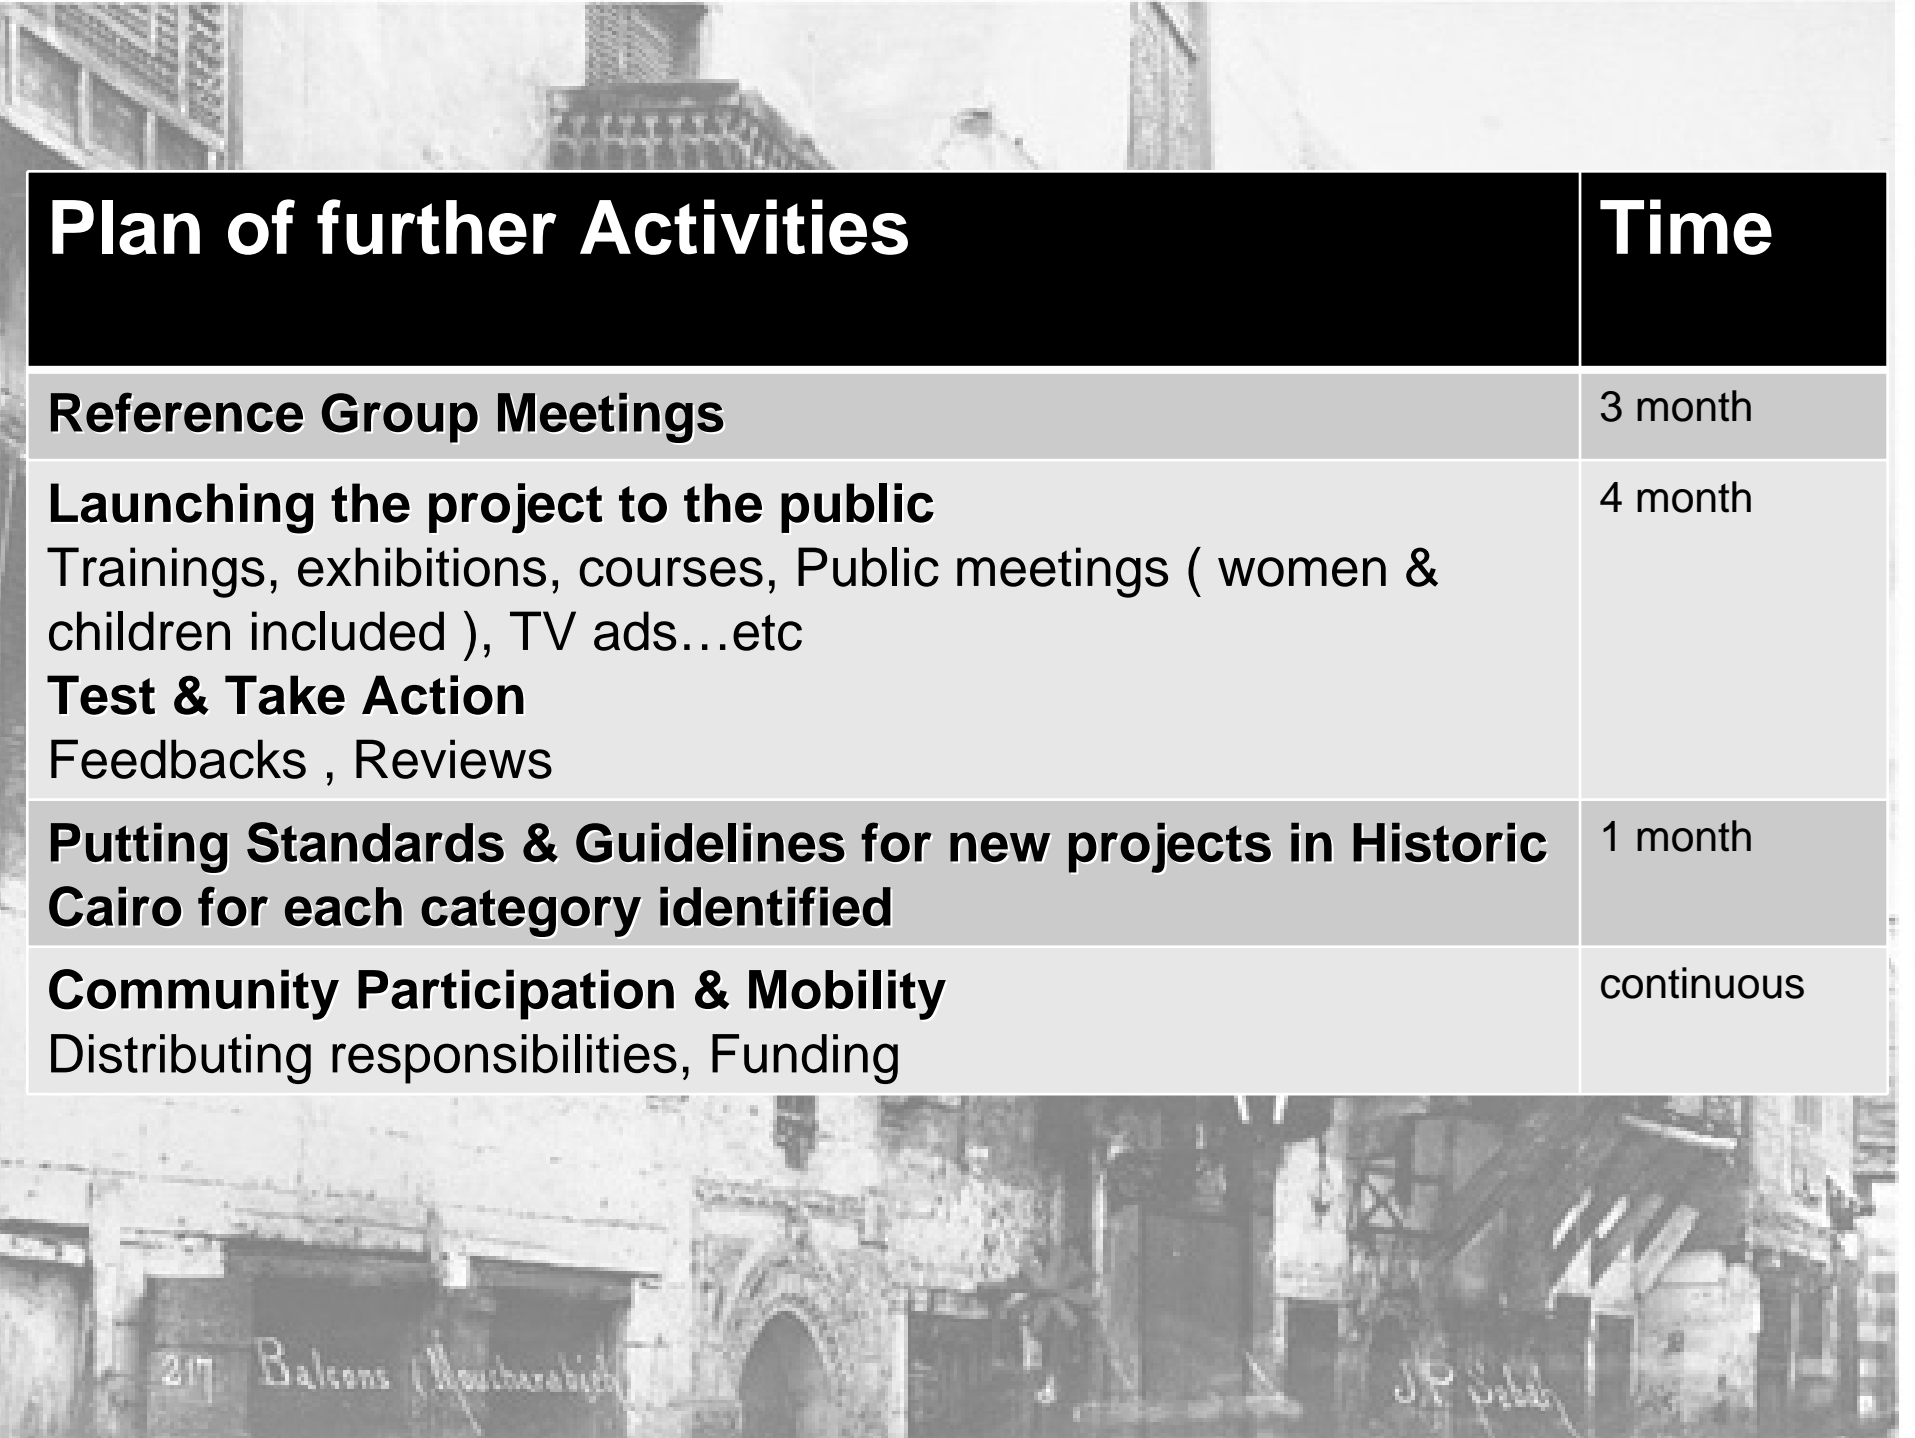 Plan of further Activities
Time
Reference Group Meetings
3 month
Launching the project to the public
4 month
Trainings, exhibitions, courses, Public meetings ( women &
children included ), TV ads…etc
Test & Take Action
Feedbacks , Reviews
Putting Standards & Guidelines for new projects in Historic
1 month
Cairo for each category identified
Community Participation & Mobility
continuous
Distributing responsibilities, Funding
217 Balcons (Moucharabieh
J.P. Sebah